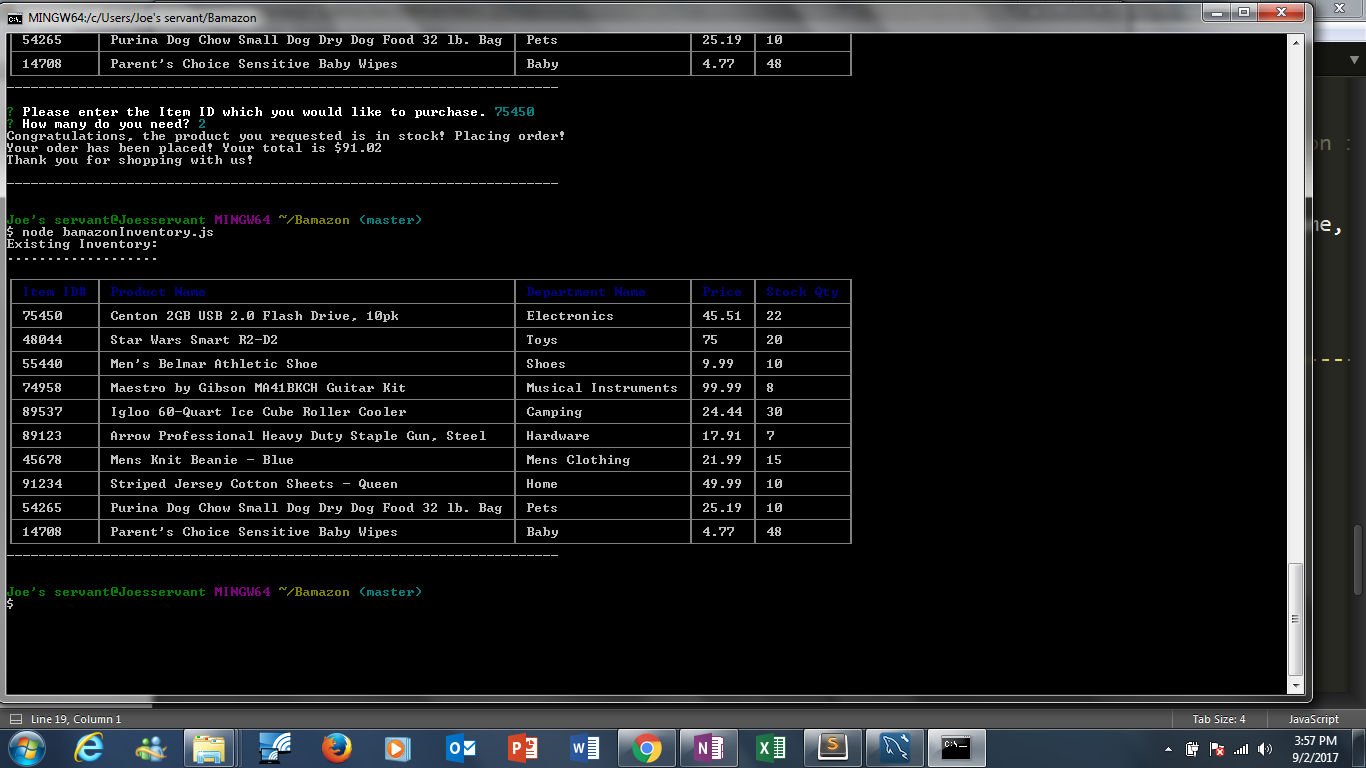 MINGW64:/c/Users/Joe's servant/Bamazon
54265 Purina Dog Chow Small Dog Dry Dog Food 32 lb. Bag Pets 25.19 10
14708 Parent's Choice Sensitive Baby Wipes Baby 4.77 48
---------------------------------------------------------------------
? Please enter the Item ID which you would like to purchase. 75450
? How many do you need? 2
Congratulations, the product you requested is in stock! Placing order!
Your oder has been placed! Your total is $91.02
Thank you for shopping with us!
---------------------------------------------------------------------
Joe's servant@Joesservant MINGW64 ~/Bamazon (master)
$ node bamazonInventory.js
Existing Inventory:
...................
Item ID# Product Name Department Name Price Stock Qty
75450 Centon 2GB USB 2.0 Flash Drive, 10pk Electronics 45.51 22
48044 Star Wars Smart R2-D2 Toys 75 20
55440 Men's Belmar Athletic Shoe Shoes 9.99 10
74958 Maestro by Gibson MA41BKCH Guitar Kit Musical Instruments 99.99 8
89537 Igloo 60-Quart Ice Cube Roller Cooler Camping 24.44 30
89123 Arrow Professional Heavy Duty Staple Gun, Steel Hardware 17.91 7
45678 Mens Knit Beanie - Blue Mens Clothing 21.99 15
91234 Striped Jersey Cotton Sheets - Queen Home 49.99 10
54265 Purina Dog Chow Small Dog Dry Dog Food 32 lb. Bag Pets 25.19 10
14708 Parent's Choice Sensitive Baby Wipes Baby 4.77 48
---------------------------------------------------------------------
Joe's servant@Joesservant MINGW64 ~/Bamazon (master)
$
Line 19, Column 1 Tab Size: 4 JavaScript
3:57 PM
9/2/2017